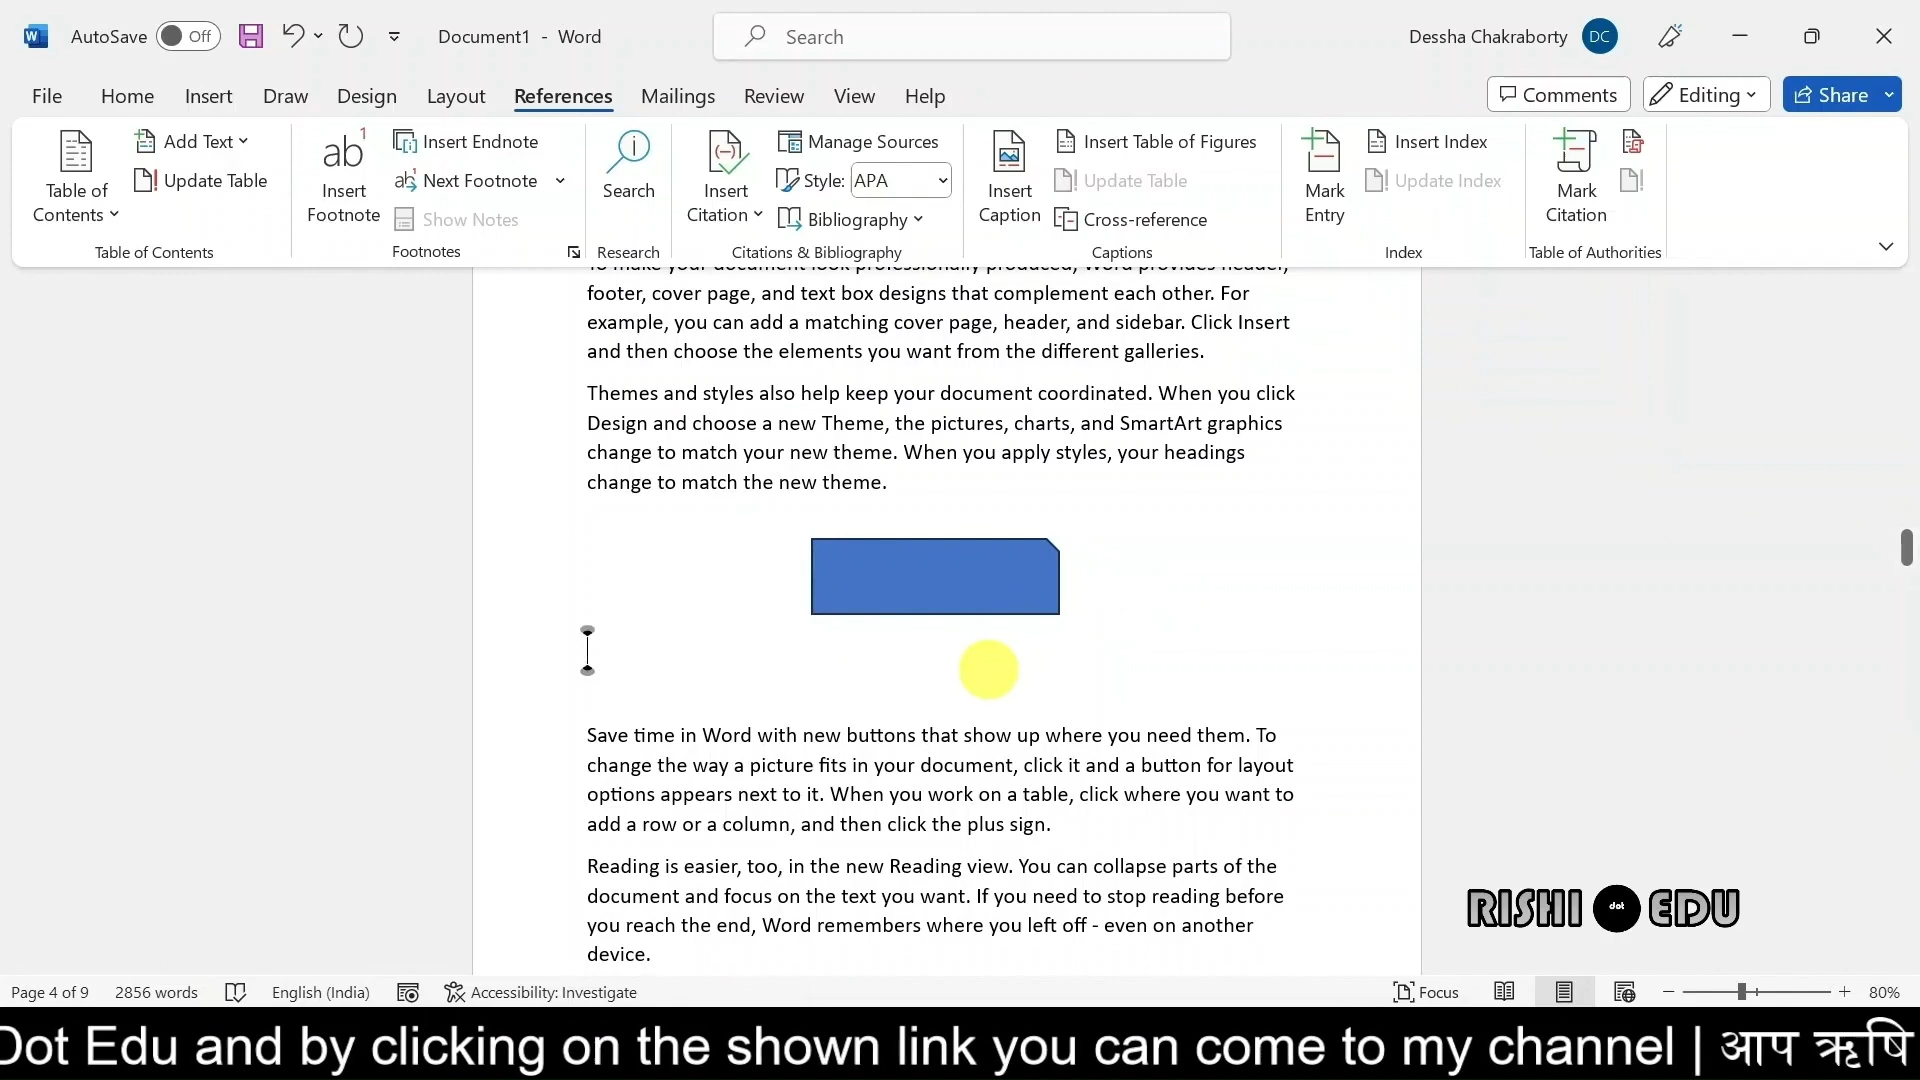 AutoSave Off Document1 - Word Search Dessha Chakraborty DC
File Home Insert Draw Design Layout References Mailings Review View Help Comments Editing Share
Table of Contents
Add Text
Update Table
Table of Contents
ab 1
Insert Footnote
Insert Endnote
Next Footnote
Show Notes
Footnotes
Search
Research
Insert Citation
Manage Sources
Style: APA
Bibliography
Citations & Bibliography
Insert Caption
Insert Table of Figures
Update Table
Cross-reference
Captions
Mark Entry
Insert Index
Update Index
Index
Mark Citation
Table of Authorities
To make your document look professionally produced, Word provides header,
footer, cover page, and text box designs that complement each other. For
example, you can add a matching cover page, header, and sidebar. Click Insert
and then choose the elements you want from the different galleries.
Themes and styles also help keep your document coordinated. When you click
Design and choose a new Theme, the pictures, charts, and SmartArt graphics
change to match your new theme. When you apply styles, your headings
change to match the new theme.
Save time in Word with new buttons that show up where you need them. To
change the way a picture fits in your document, click it and a button for layout
options appears next to it. When you work on a table, click where you want to
add a row or a column, and then click the plus sign.
Reading is easier, too, in the new Reading view. You can collapse parts of the
document and focus on the text you want. If you need to stop reading before
you reach the end, Word remembers where you left off - even on another
device.
RISHI dot EDU
Page 4 of 9 2856 words English (India) Accessibility: Investigate Focus 80%
Dot Edu and by clicking on the shown link you can come to my channel | आप ऋषि